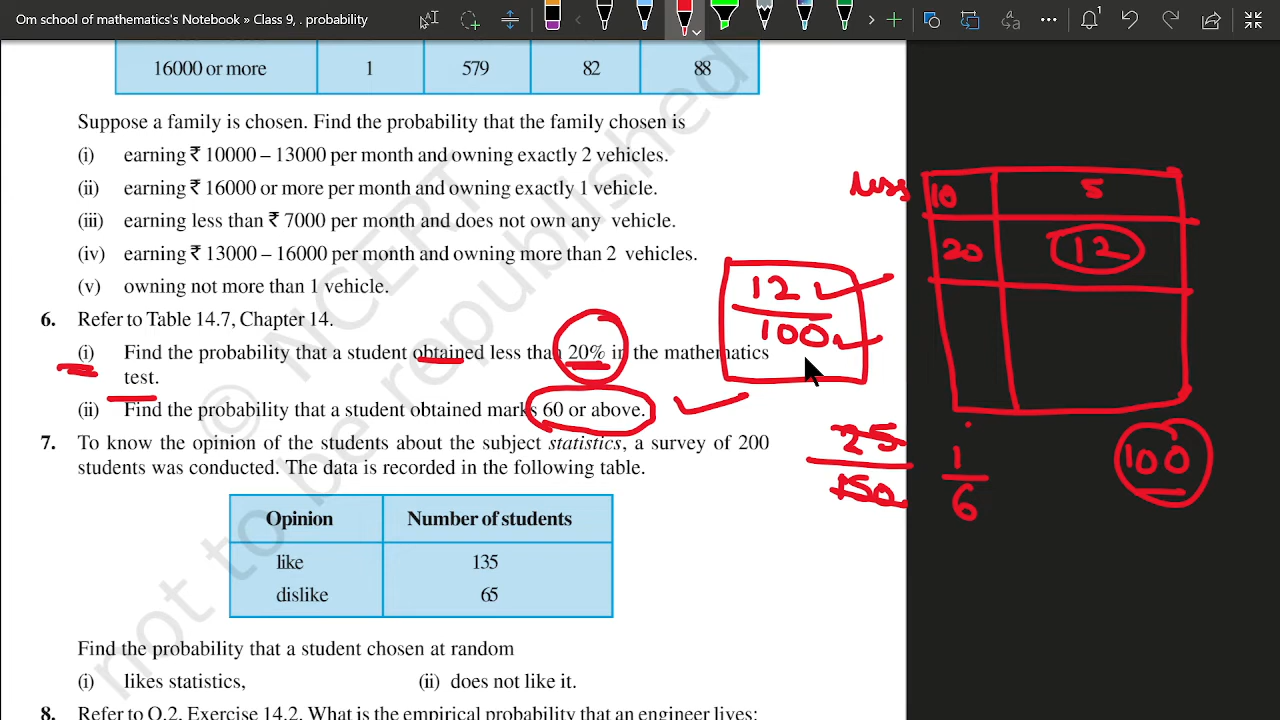 Om school of mathematics's Notebook » Class 9, . probability
16000 or more 1 579 82 88
Suppose a family is chosen. Find the probability that the family chosen is
(i) earning ₹ 10000 – 13000 per month and owning exactly 2 vehicles.
(ii) earning ₹ 16000 or more per month and owning exactly 1 vehicle.
(iii) earning less than ₹ 7000 per month and does not own any vehicle.
(iv) earning ₹ 13000 – 16000 per month and owning more than 2 vehicles.
(v) owning not more than 1 vehicle.
6. Refer to Table 14.7, Chapter 14.
(i) Find the probability that a student obtained less than 20% in the mathematics
test.
(ii) Find the probability that a student obtained marks 60 or above.
7. To know the opinion of the students about the subject statistics, a survey of 200
students was conducted. The data is recorded in the following table.
Opinion Number of students
like 135
dislike 65
Find the probability that a student chosen at random
(i) likes statistics, (ii) does not like it.
8. Refer to Q.2, Exercise 14.2. What is the empirical probability that an engineer lives:
© NCERT
not to be republished
12
100
less 10 5
20 12
25
150
1
6
100